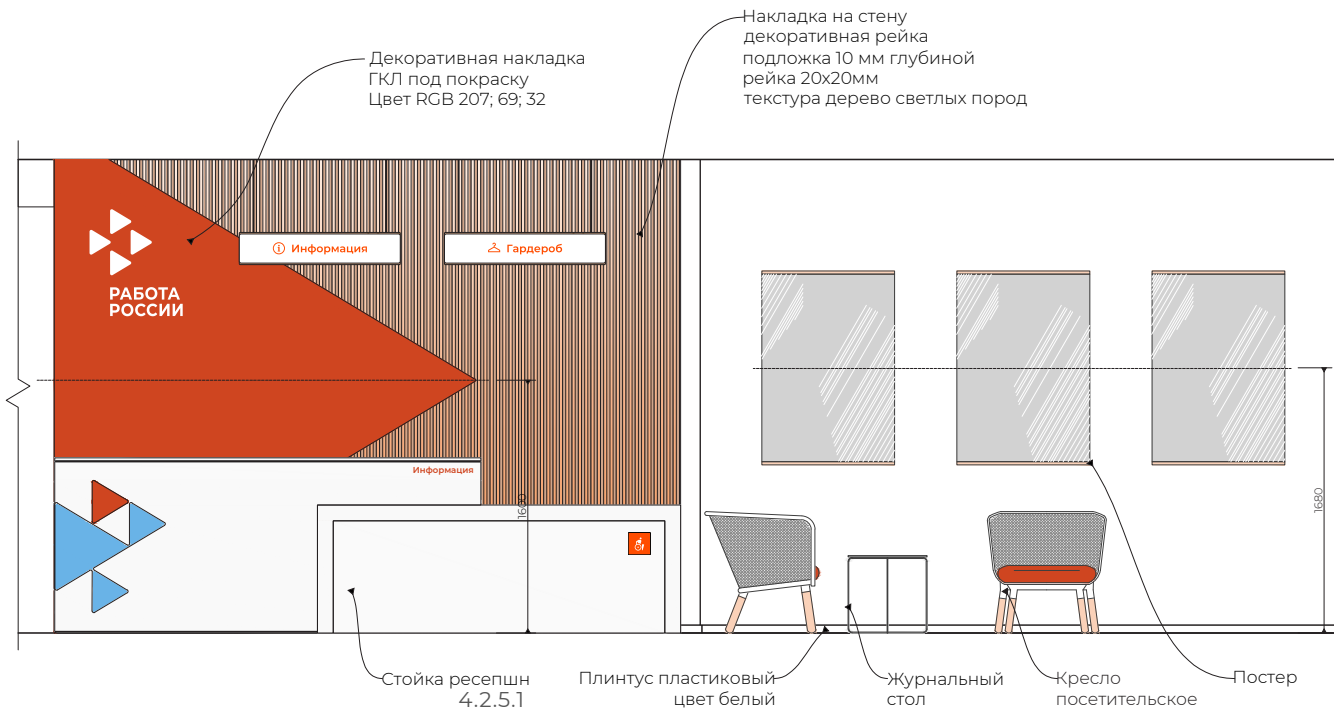 Накладка на стену
декоративная рейка
подложка 10 мм глубиной
рейка 20х20мм
текстура дерево светлых пород
Декоративная накладка
ГКЛ под покраску
Цвет RGB 207; 69; 32
Информация
Гардероб
РАБОТА
РОССИИ
Информация
1600
1680
Стойка ресепшн
4.2.5.1
Плинтус пластиковый
цвет белый
Журнальный
стол
Кресло
посетительское
Постер